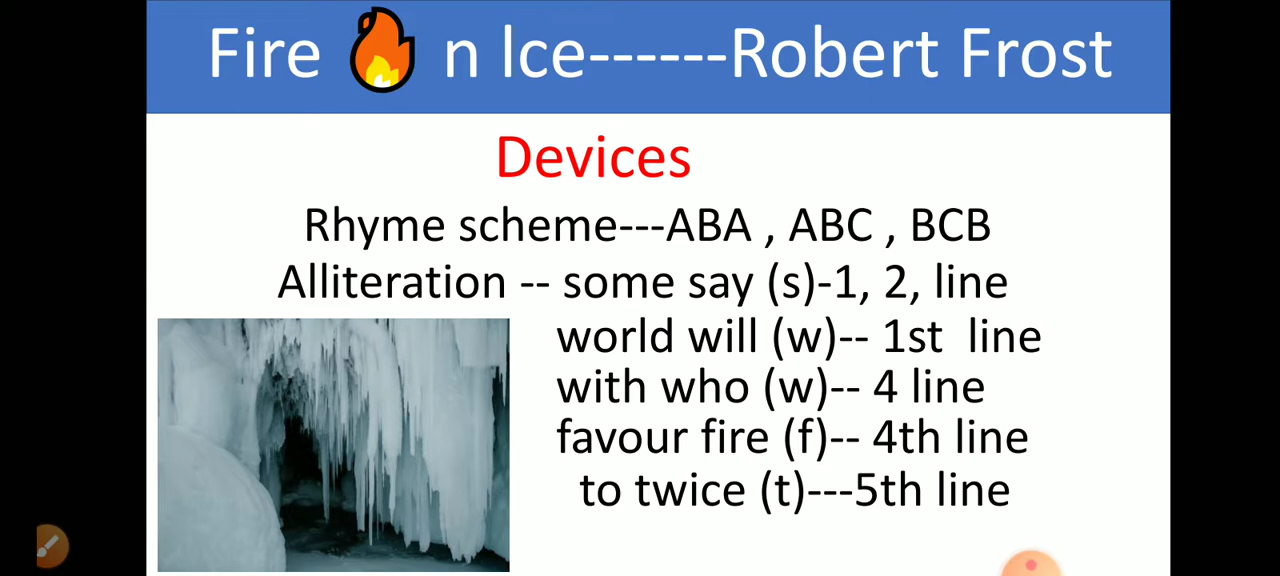 Fire 🔥 n Ice------Robert Frost
Devices
Rhyme scheme---ABA , ABC , BCB
Alliteration -- some say (s)-1, 2, line
world will (w)-- 1st line
with who (w)-- 4 line
favour fire (f)-- 4th line
to twice (t)---5th line